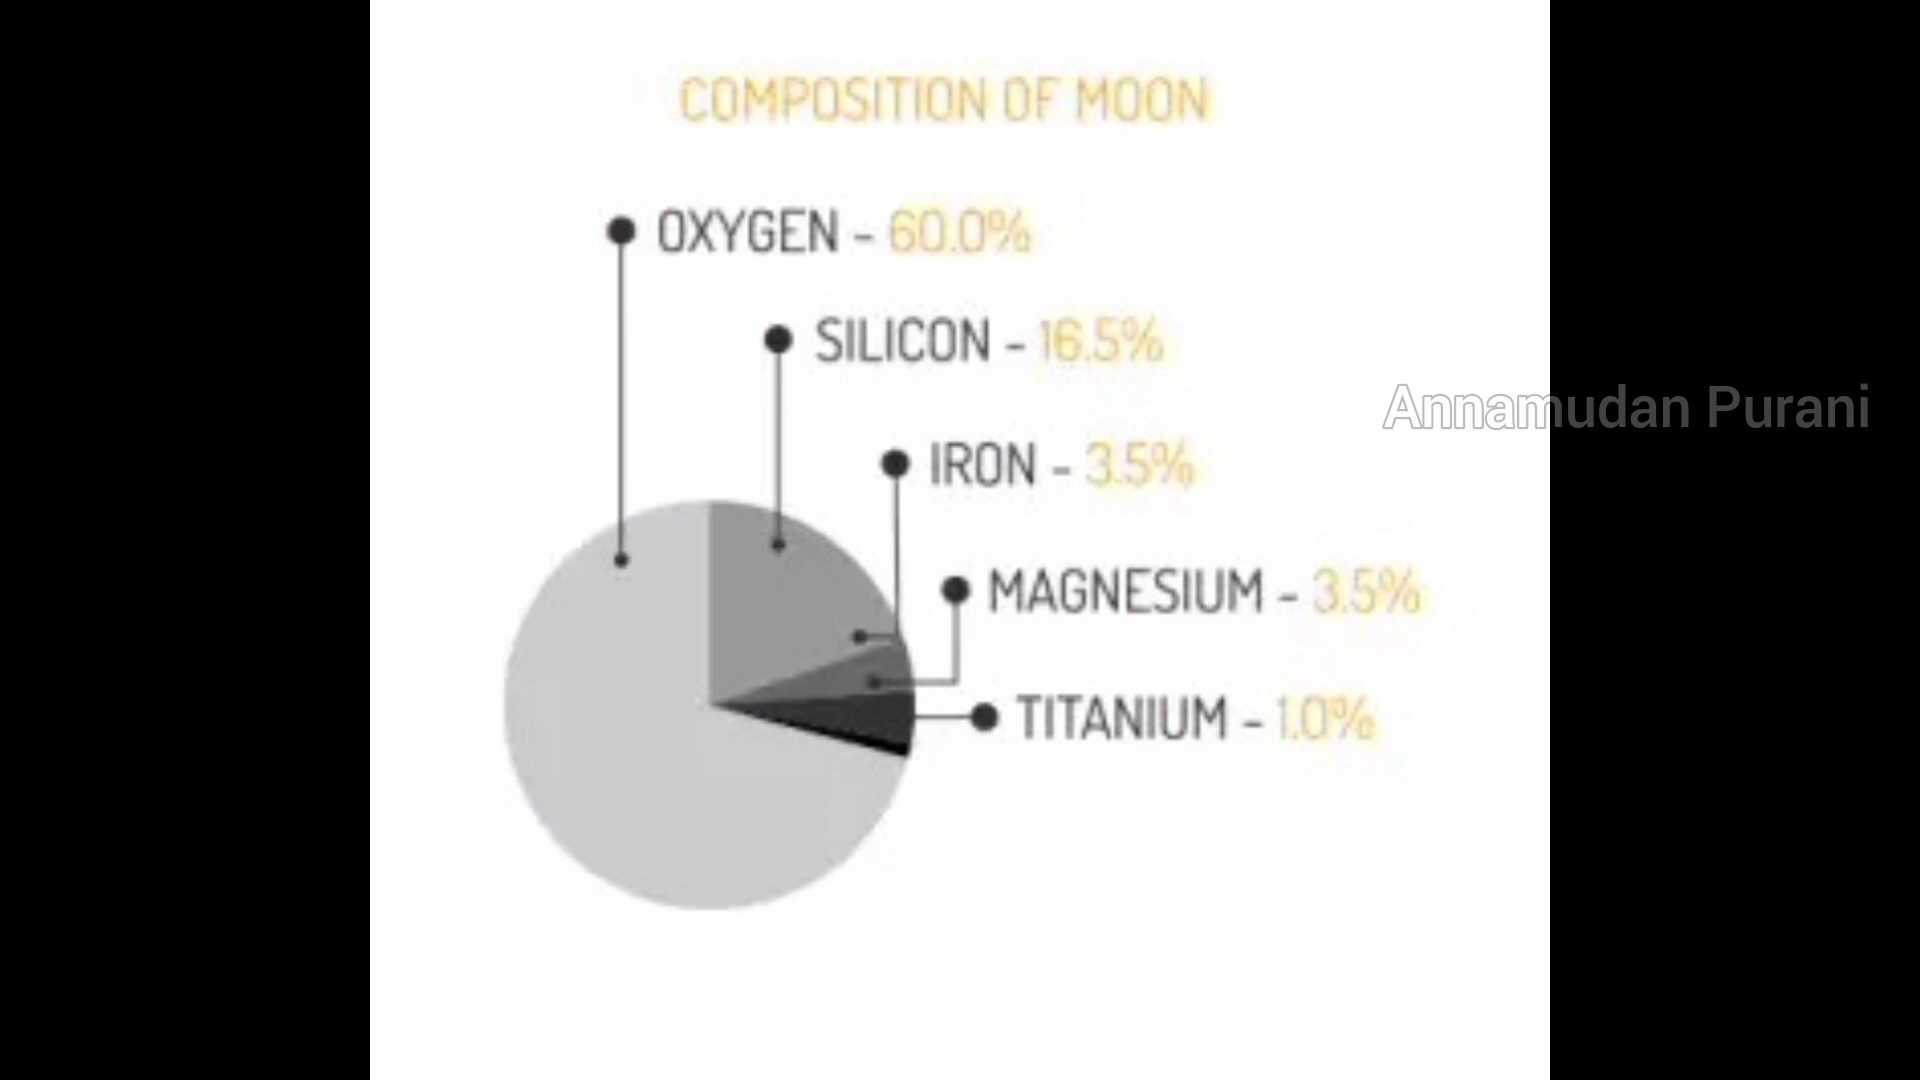 COMPOSITION OF MOON
OXYGEN - 60.0%
SILICON - 16.5%
IRON - 3.5%
Annamudan Purani
MAGNESIUM - 3.5%
TITANIUM - 1.0%